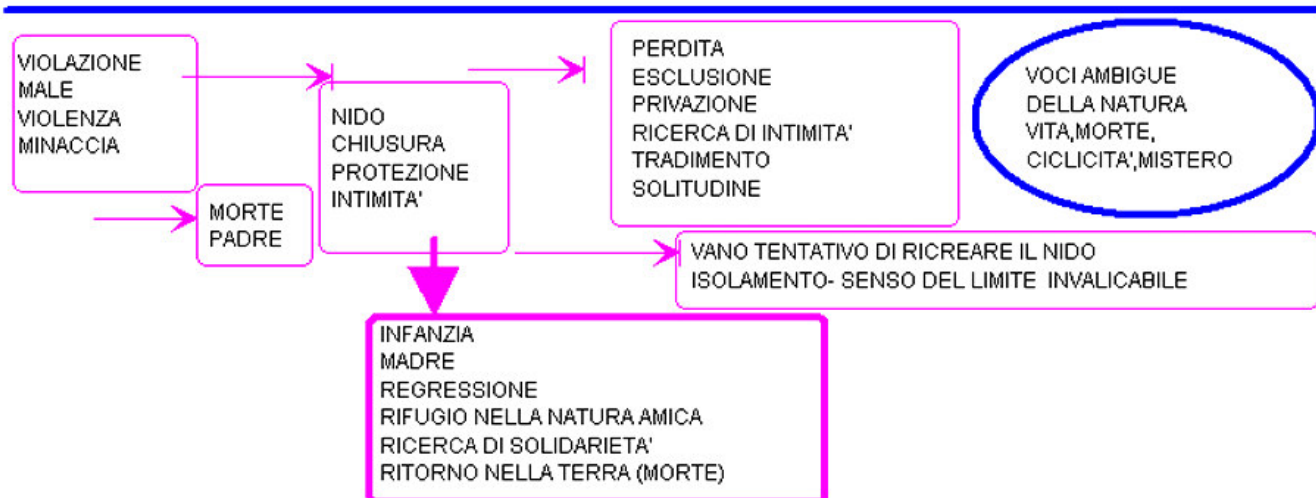 VIOLAZIONE
MALE
VIOLENZA
MINACCIA
MORTE
PADRE
NIDO
CHIUSURA
PROTEZIONE
INTIMITA'
PERDITA
ESCLUSIONE
PRIVAZIONE
RICERCA DI INTIMITA'
TRADIMENTO
SOLITUDINE
VOCI AMBIGUE
DELLA NATURA
VITA,MORTE,
CICLICITA',MISTERO
VANO TENTATIVO DI RICREARE IL NIDO
ISOLAMENTO- SENSO DEL LIMITE INVALICABILE
INFANZIA
MADRE
REGRESSIONE
RIFUGIO NELLA NATURA AMICA
RICERCA DI SOLIDARIETA'
RITORNO NELLA TERRA (MORTE)